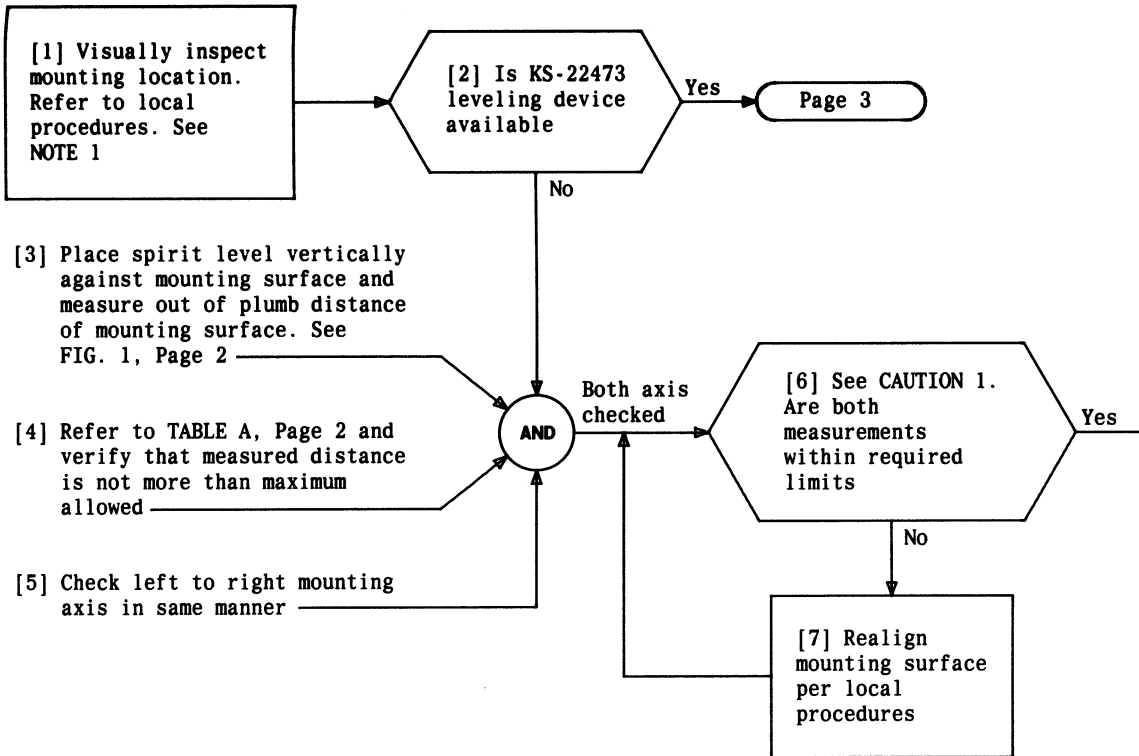 [1] Visually inspect
mounting location.
Refer to local
procedures. See
NOTE 1
[2] Is KS-22473
leveling device
available
Yes
Page 3
No
[3] Place spirit level vertically
against mounting surface and
measure out of plumb distance
of mounting surface. See
FIG. 1, Page 2
[4] Refer to TABLE A, Page 2 and
verify that measured distance
is not more than maximum
allowed
[5] Check left to right mounting
axis in same manner
AND
Both axis
checked
[6] See CAUTION 1.
Are both
measurements
within required
limits
Yes
No
[7] Realign
mounting surface
per local
procedures